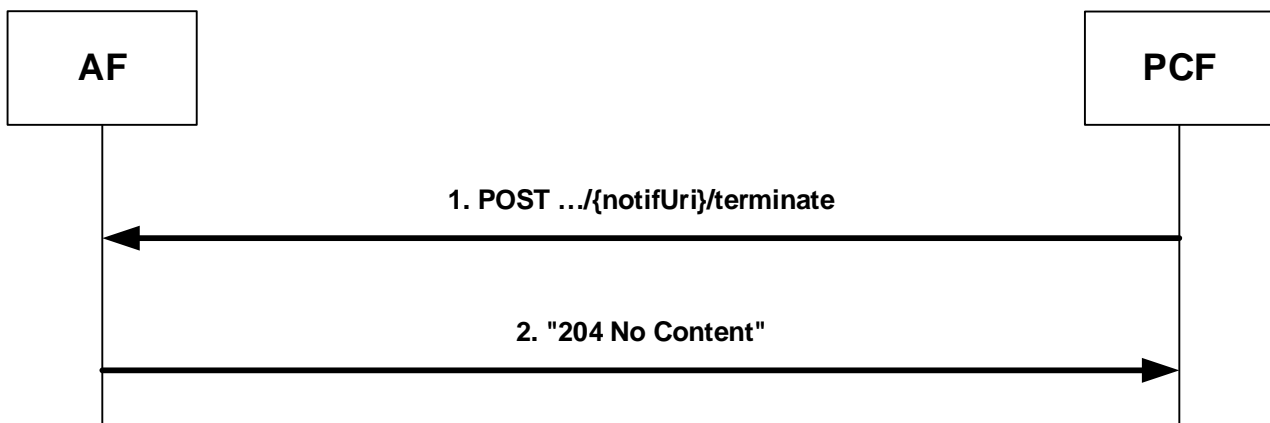 AF
PCF
1. POST …/{notifUri}/terminate
2. "204 No Content"